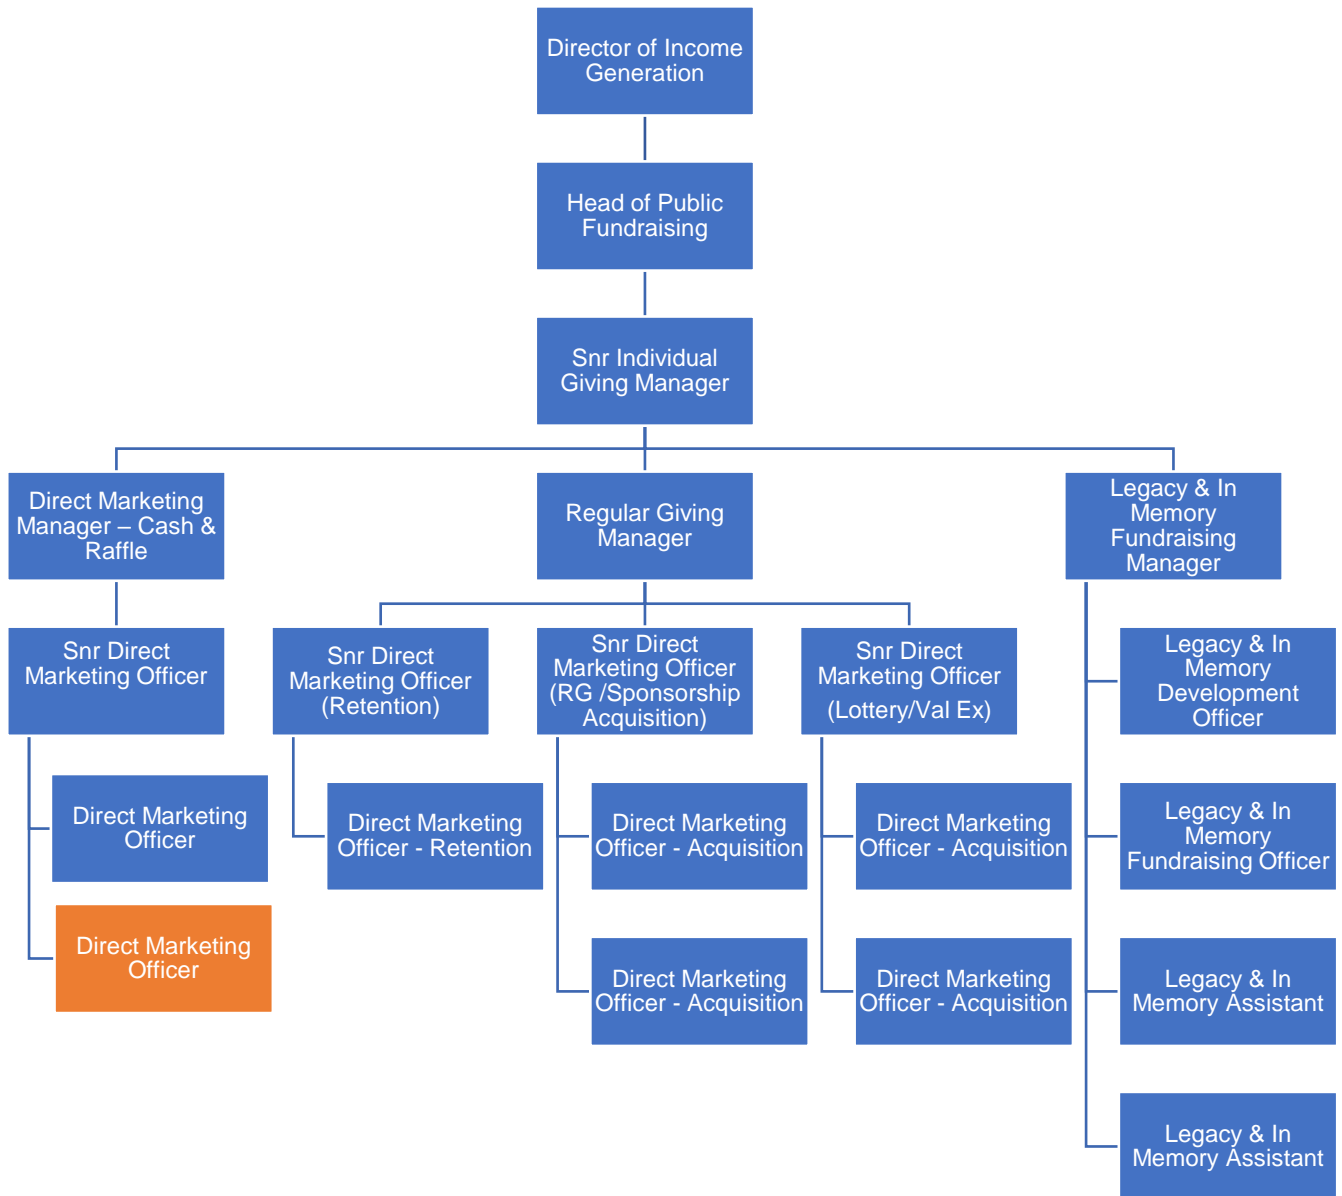 Director of Income
Generation
Head of Public
Fundraising
Snr Individual
Giving Manager
Direct Marketing
Manager – Cash &
Raffle
Regular Giving
Manager
Legacy & In
Memory
Fundraising
Manager
Snr Direct
Marketing Officer
Snr Direct
Marketing Officer
(Retention)
Snr Direct
Marketing Officer
(RG /Sponsorship
Acquisition)
Snr Direct
Marketing Officer
(Lottery/Val Ex)
Legacy & In
Memory
Development
Officer
Direct Marketing
Officer
Direct Marketing
Officer - Retention
Direct Marketing
Officer - Acquisition
Direct Marketing
Officer - Acquisition
Legacy & In
Memory
Fundraising Officer
Direct Marketing
Officer
Direct Marketing
Officer - Acquisition
Direct Marketing
Officer - Acquisition
Legacy & In
Memory Assistant
Legacy & In
Memory Assistant